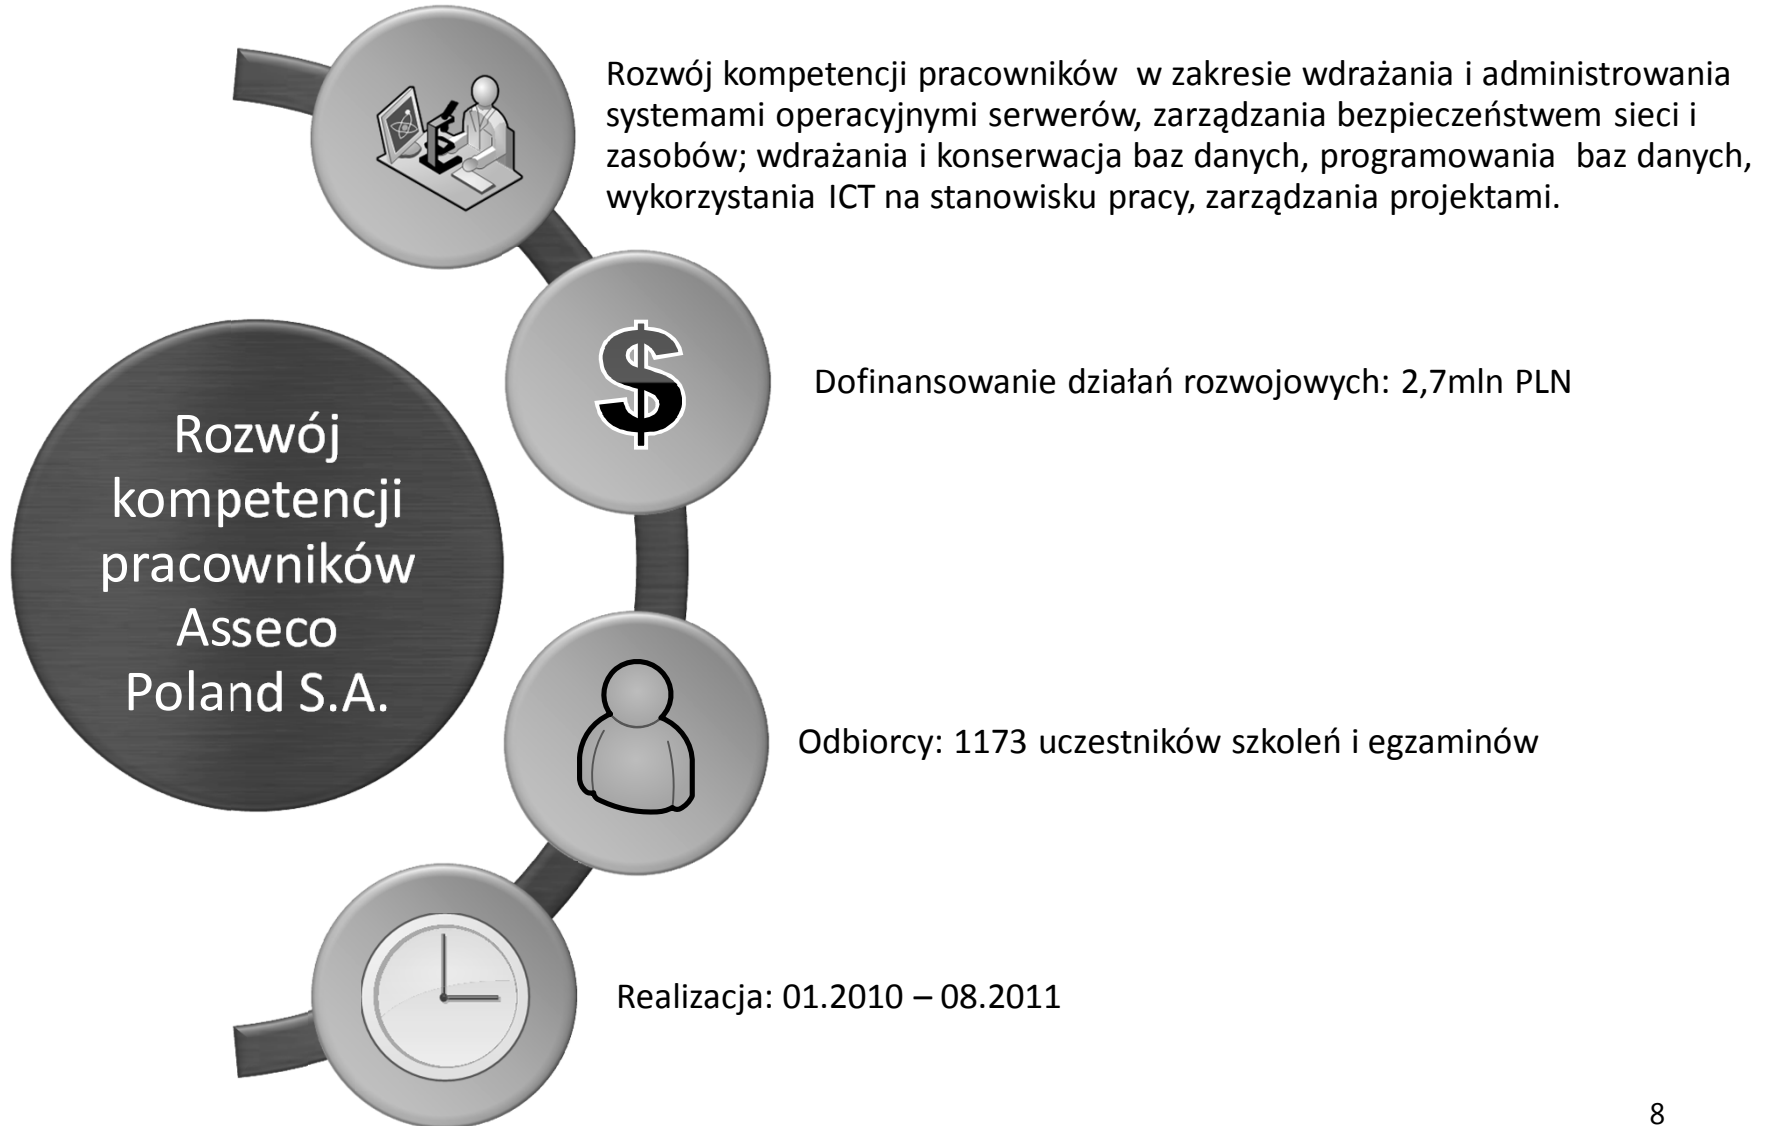 Rozwój kompetencji pracowników w zakresie wdrażania i administrowania
systemami operacyjnymi serwerów, zarządzania bezpieczeństwem sieci i
zasobów; wdrażania i konserwacja baz danych, programowania baz danych,
wykorzystania ICT na stanowisku pracy, zarządzania projektami.
Dofinansowanie działań rozwojowych: 2,7mln PLN
Rozwój
kompetencji
pracowników
Asseco
Poland S.A.
Odbiorcy: 1173 uczestników szkoleń i egzaminów
Realizacja: 01.2010 – 08.2011
8